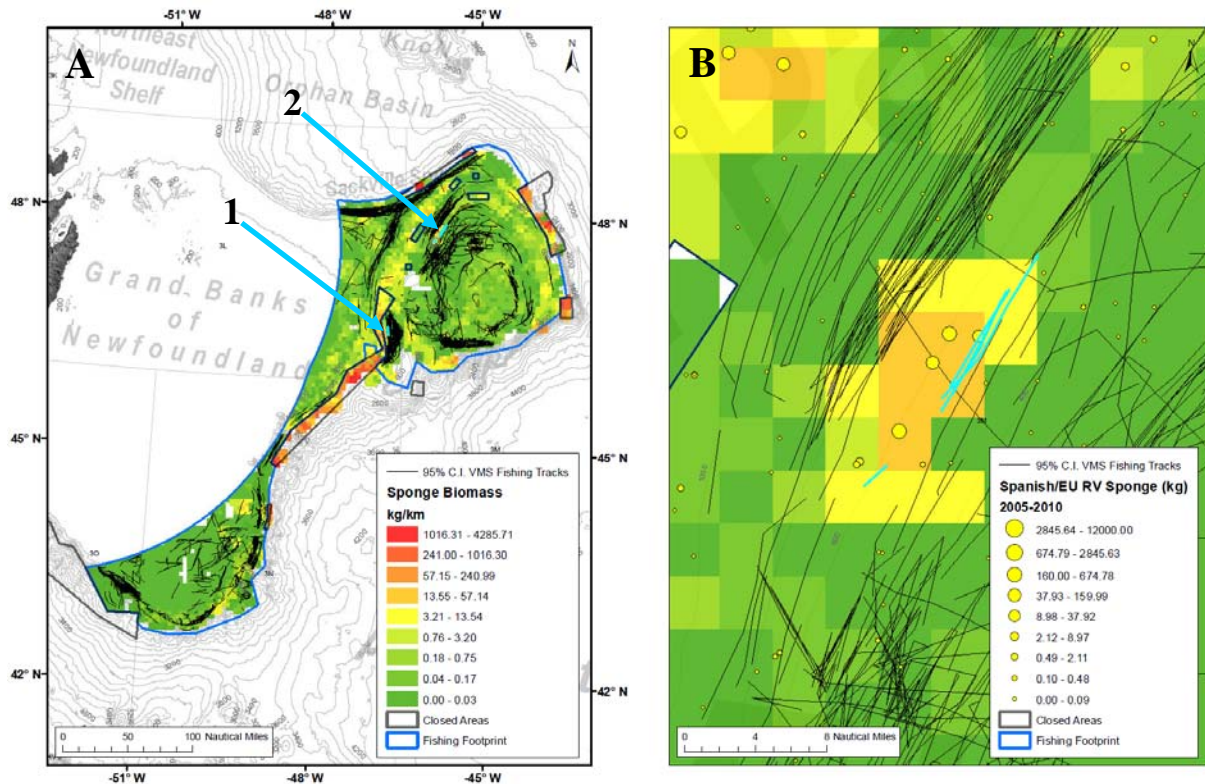 -51° W
-48° W
-45° W
A
Northeast
Newfoundland
Shelf
Knoll
N
Orphan Basin
2
48° N
48° N
1
3L
Grand Banks
of
Newfoundland
45° N
45° N
3M
3O
3N
42° N
42° N
95% C.I. VMS Fishing Tracks
Sponge Biomass
kg/km
1016.31 - 4285.71
241.00 - 1016.30
57.15 - 240.99
13.55 - 57.14
3.21 - 13.54
0.76 - 3.20
0.18 - 0.75
0.04 - 0.17
0.00 - 0.03
Closed Areas
Fishing Footprint
0 50 100 Nautical Miles
-51° W
-48° W
-45° W
B
N
3M
95% C.I. VMS Fishing Tracks
Spanish/EU RV Sponge (kg)
2005-2010
2845.64 - 12000.00
674.79 - 2845.63
160.00 - 674.78
37.93 - 159.99
8.98 - 37.92
2.12 - 8.97
0.49 - 2.11
0.10 - 0.48
0.00 - 0.09
Closed Areas
Fishing Footprint
0 4 8 Nautical Miles